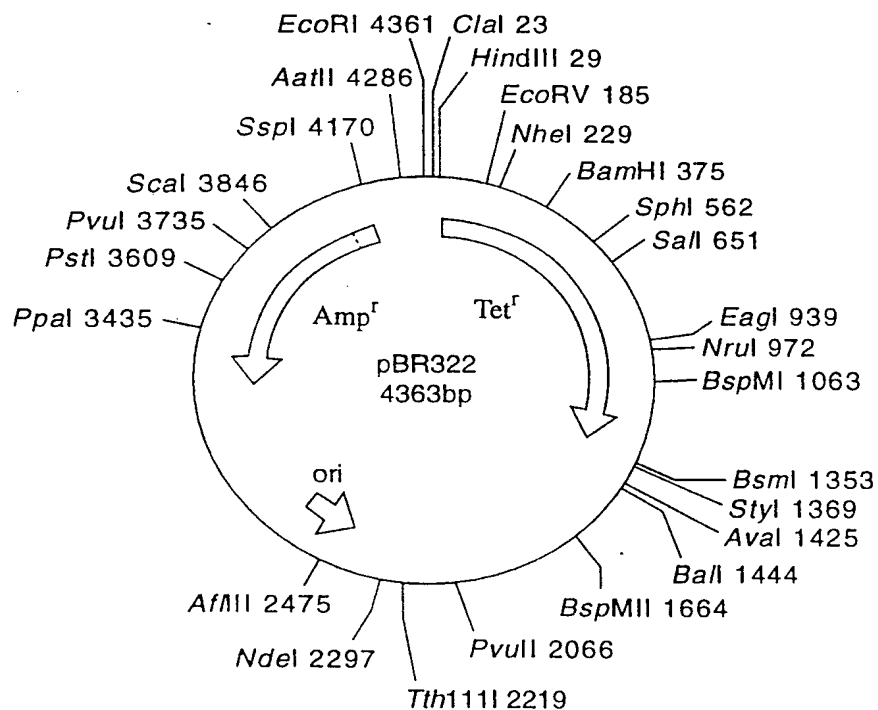 EcoRI 4361
ClaI 23
HindIII 29
AatII 4286
EcoRV 185
SspI 4170
NheI 229
BamHI 375
ScaI 3846
SphI 562
PvuI 3735
SalI 651
PstI 3609
PpaI 3435
Ampʳ
Tetʳ
EagI 939
NruI 972
pBR322
4363bp
BspMI 1063
ori
BsmI 1353
StyI 1369
AvaI 1425
BalI 1444
AflIII 2475
BspMII 1664
NdeI 2297
PvuII 2066
Tth111I 2219